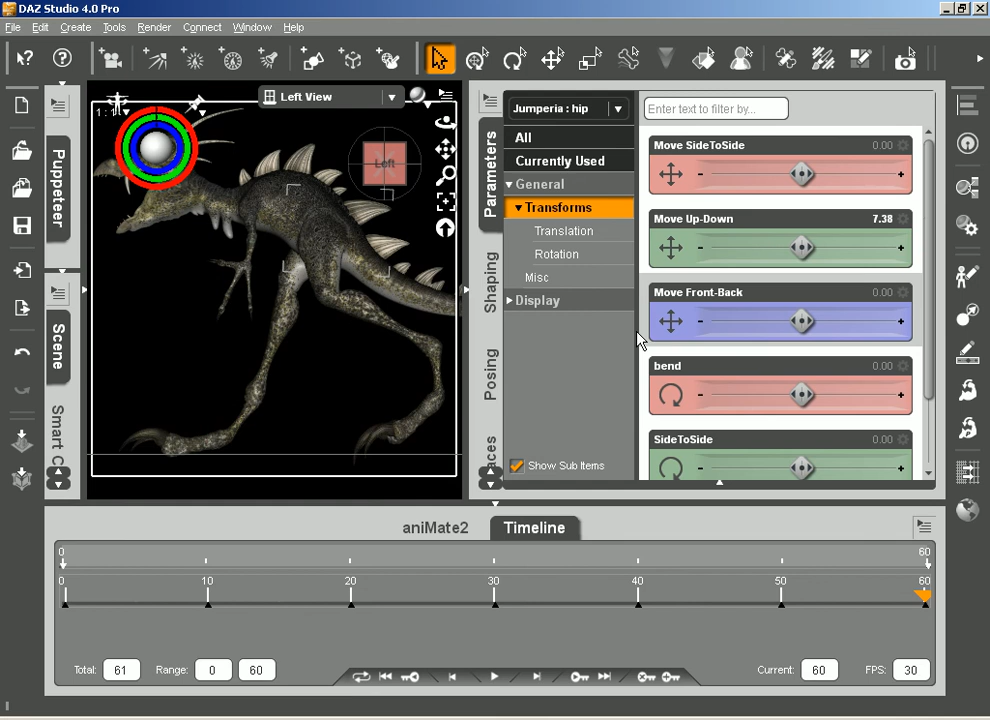 DAZ Studio 4.0 Pro
File Edit Create Tools Render Connect Window Help
Puppeteer
Scene
Smart C
Left View
Left
Parameters
Shaping
Posing
aces
Jumperia : hip
All
Currently Used
General
Transforms
Translation
Rotation
Misc
Display
Show Sub Items
Enter text to filter by...
Move SideToSide 0.00
Move Up-Down 7.38
Move Front-Back 0.00
bend 0.00
SideToSide 0.00
aniMate2 Timeline
0 60
0 10 20 30 40 50 60
Total: 61 Range: 0 60 Current: 60 FPS: 30